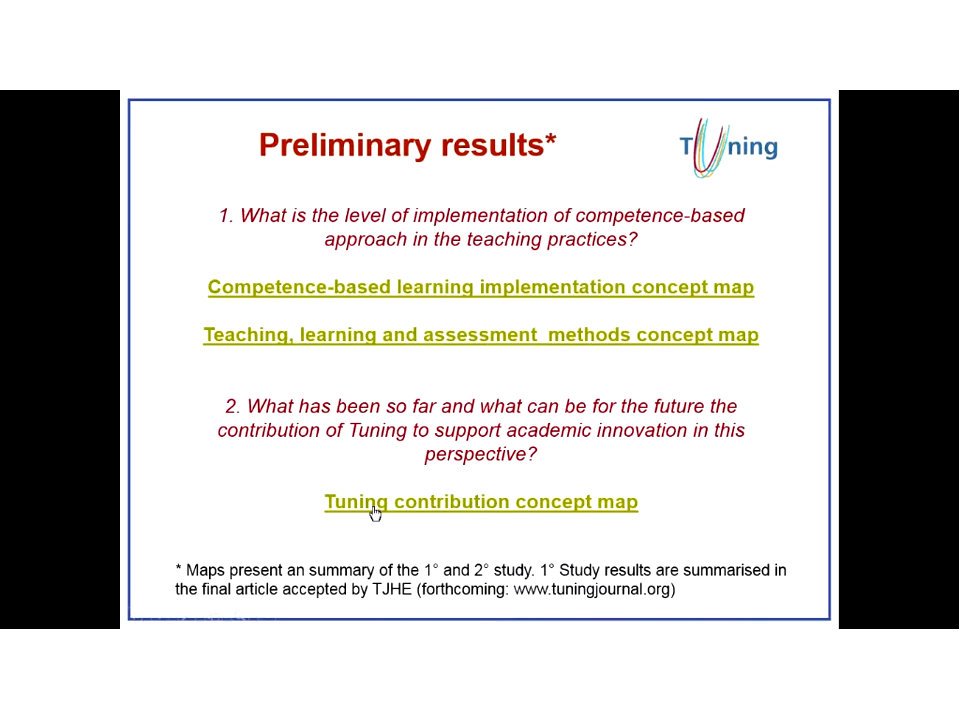 Preliminary results*
TUning
1. What is the level of implementation of competence-based
approach in the teaching practices?
Competence-based learning implementation concept map
Teaching, learning and assessment  methods concept map
2. What has been so far and what can be for the future the
contribution of Tuning to support academic innovation in this
perspective?
Tuning contribution concept map
* Maps present an summary of the 1° and 2° study. 1° Study results are summarised in
the final article accepted by TJHE (forthcoming: www.tuningjournal.org)